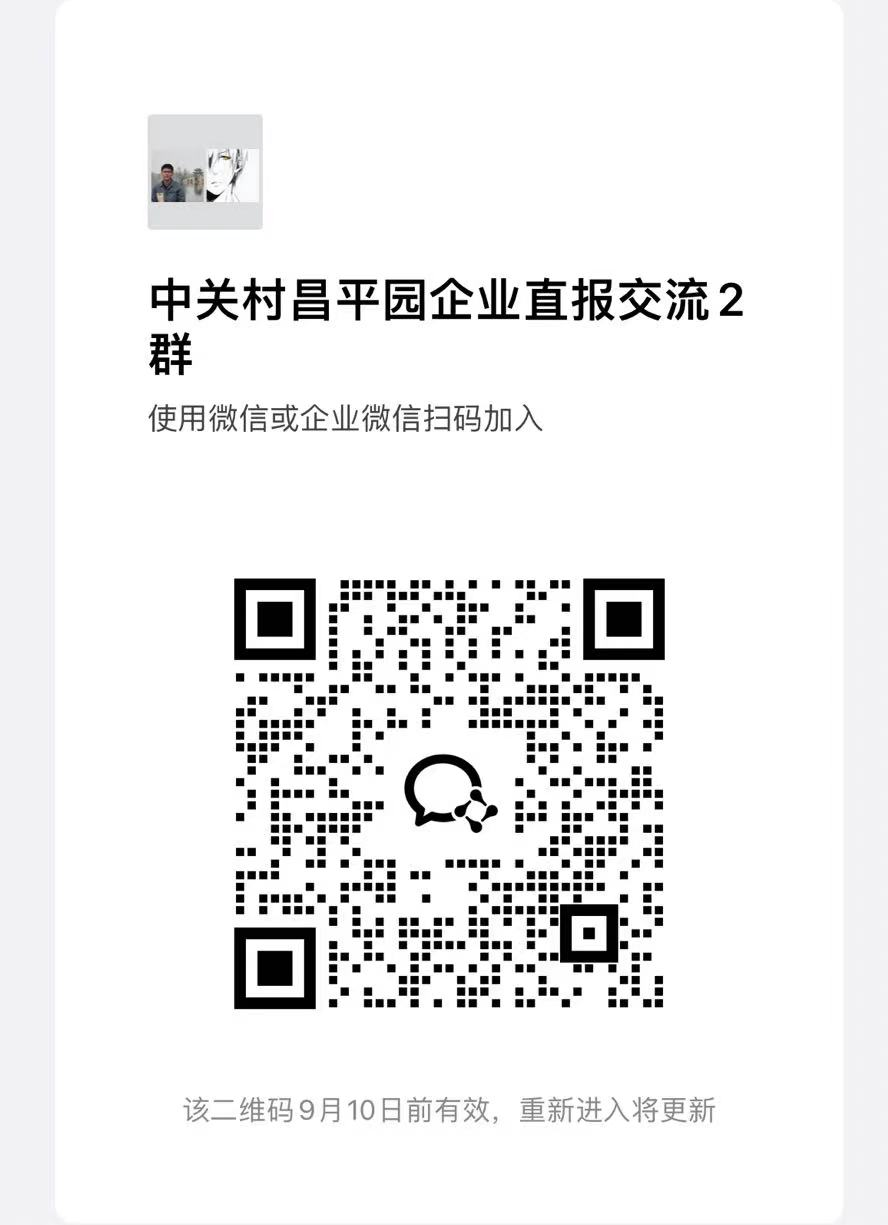 中关村昌平园企业直报交流2
群
使用微信或企业微信扫码加入
该二维码9月10日前有效，重新进入将更新